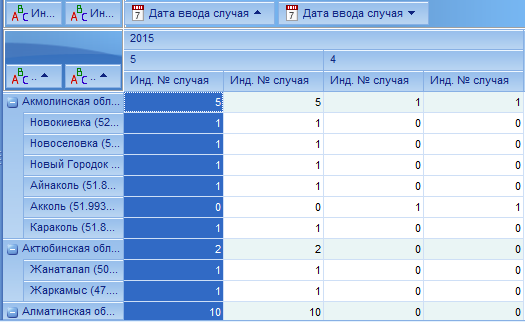 Ин... Ин... Дата ввода случая Дата ввода случая
2015
5 4
.. .. Инд. № случая Инд. № случая Инд. № случая Инд. № случая
Акмолинская обл... 5 5 1 1
Новокиевка (52... 1 1 0 0
Новоселовка (5... 1 1 0 0
Новый Городок ... 1 1 0 0
Айнаколь (51.8... 1 1 0 0
Акколь (51.993... 0 0 1 1
Караколь (51.8... 1 1 0 0
Актюбинская обл... 2 2 0 0
Жанаталап (50... 1 1 0 0
Жаркамыс (47.... 1 1 0 0
Алматинская об... 10 10 0 0